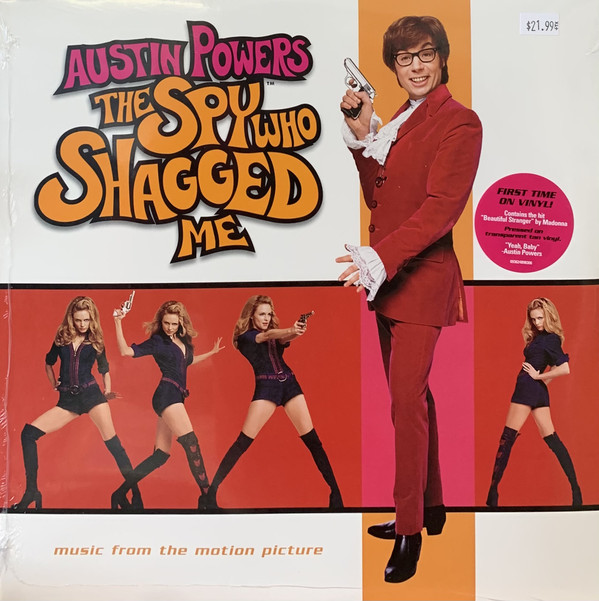 $21.99
AUSTIN POWERS
THE SPY WHO
SHAGGED
ME
TM
FIRST TIME
ON VINYL!
Contains the hit
"Beautiful Stranger" by Madonna
Pressed on
transparent tan vinyl.
"Yeah, Baby"
-Austin Powers
music from the motion picture